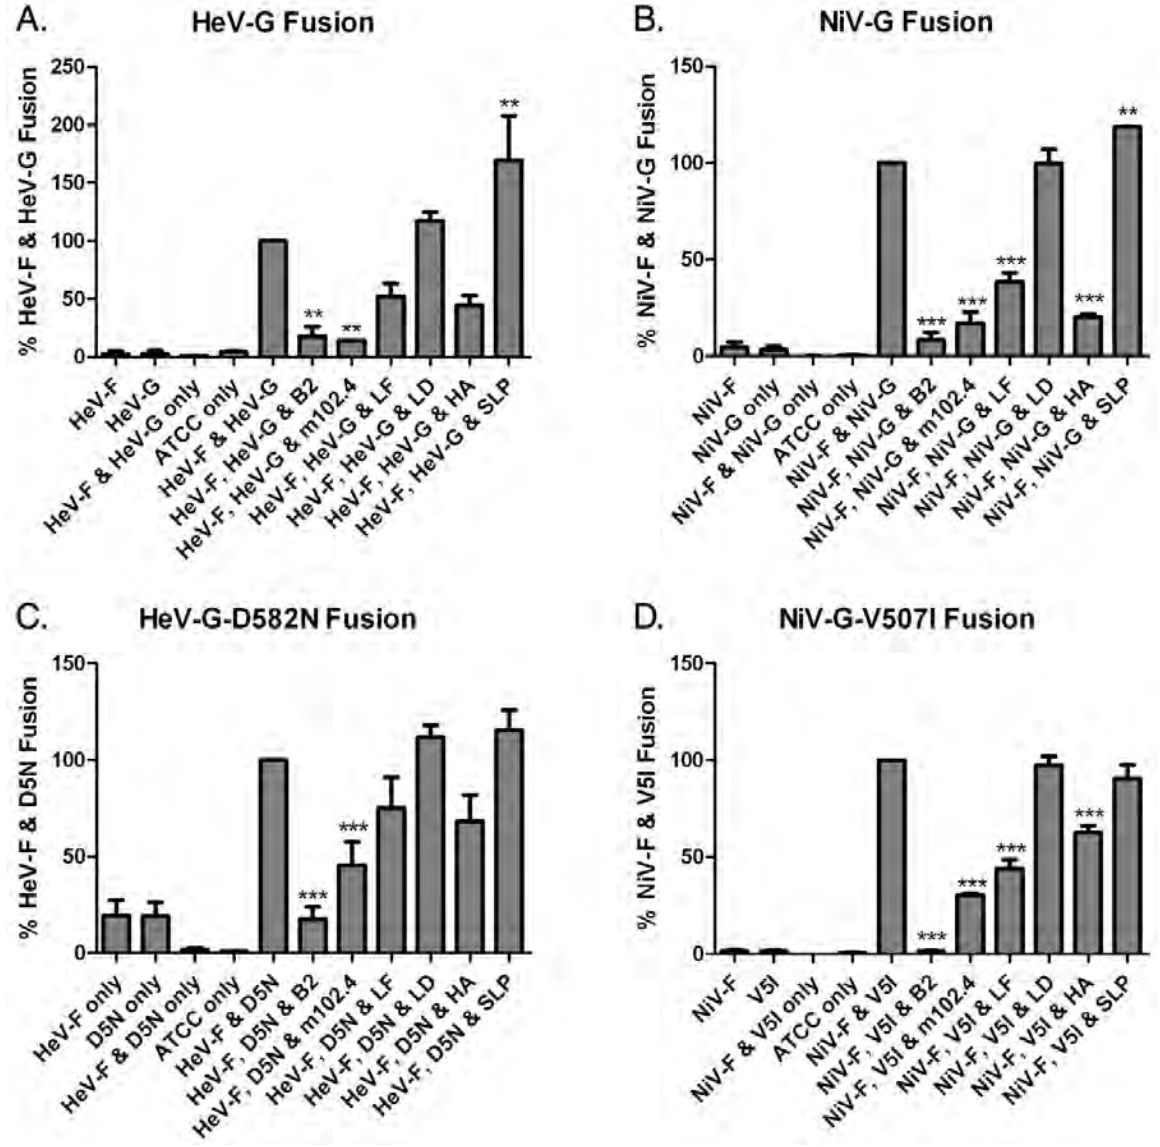 A.
HeV-G Fusion
% HeV-F & HeV-G Fusion
250
200
150
100
50
0
**
**
**
HeV-F
HeV-G
HeV-F & HeV-G only
ATCC only
HeV-F & HeV-G
HeV-F, HeV-G & B2
HeV-F, HeV-G & m102.4
HeV-F, HeV-G & LF
HeV-F, HeV-G & LD
HeV-F, HeV-G & HA
HeV-F, HeV-G & SLP
B.
NiV-G Fusion
% NiV-F & NiV-G Fusion
150
100
50
0
***
***
***
***
**
NiV-F
NiV-G only
NiV-F & NiV-G only
ATCC only
NiV-F & NiV-G
NiV-F, NiV-G & B2
NiV-F, NiV-G & m102.4
NiV-F, NiV-G & LF
NiV-F, NiV-G & LD
NiV-F, NiV-G & HA
NiV-F, NiV-G & SLP
C.
HeV-G-D582N Fusion
% HeV-F & D5N Fusion
150
100
50
0
***
***
HeV-F only
D5N only
HeV-F & D5N only
ATCC only
HeV-F & D5N
HeV-F, D5N & B2
HeV-F, D5N & m102.4
HeV-F, D5N & LF
HeV-F, D5N & LD
HeV-F, D5N & HA
HeV-F, D5N & SLP
D.
NiV-G-V507I Fusion
% NiV-F & V5I Fusion
150
100
50
0
***
***
***
***
NiV-F
V5I
NiV-F & V5I only
ATCC only
NiV-F & V5I
NiV-F, V5I & B2
NiV-F, V5I & m102.4
NiV-F, V5I & LF
NiV-F, V5I & LD
NiV-F, V5I & HA
NiV-F, V5I & SLP